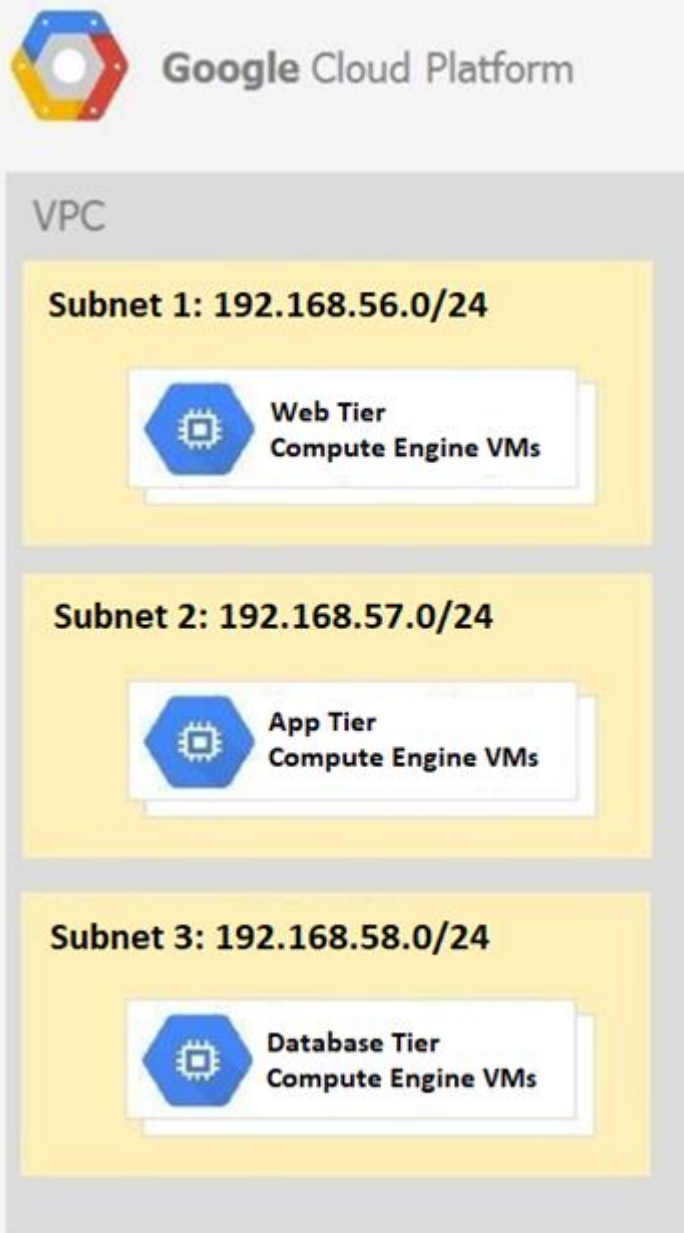 Google Cloud Platform
VPC
Subnet 1: 192.168.56.0/24
Web Tier
Compute Engine VMs
Subnet 2: 192.168.57.0/24
App Tier
Compute Engine VMs
Subnet 3: 192.168.58.0/24
Database Tier
Compute Engine VMs